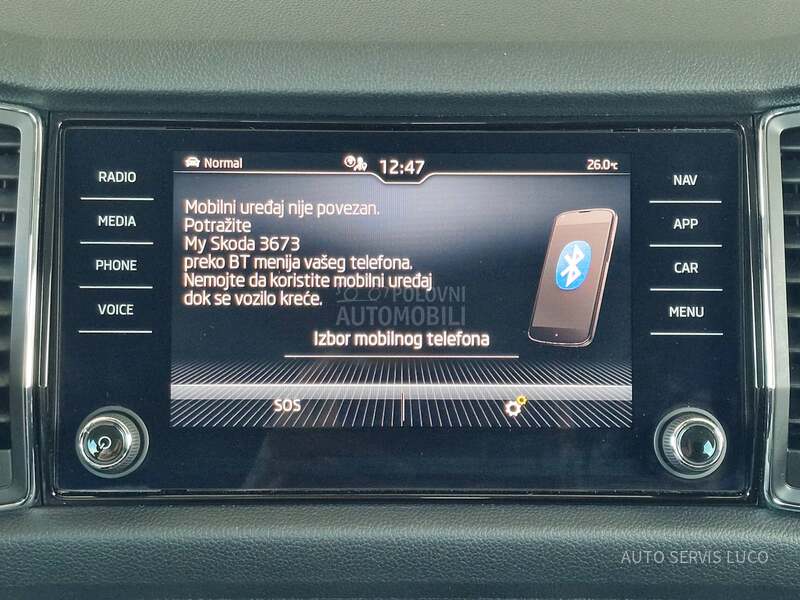 Normal
12:47
26.0°C
RADIO
MEDIA
PHONE
VOICE
Mobilni uređaj nije povezan.
Potražite
My Skoda 3673
preko BT menija vašeg telefona.
Nemojte da koristite mobilni uređaj
dok se vozilo kreće.
POLOVNI
AUTOMOBILI
Izbor mobilnog telefona
SOS
NAV
APP
CAR
MENU
AUTO SERVIS LUCO